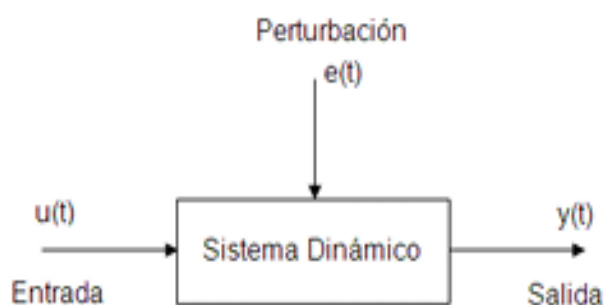 Perturbación
e(t)
u(t)
Sistema Dinámico
y(t)
Entrada
Salida